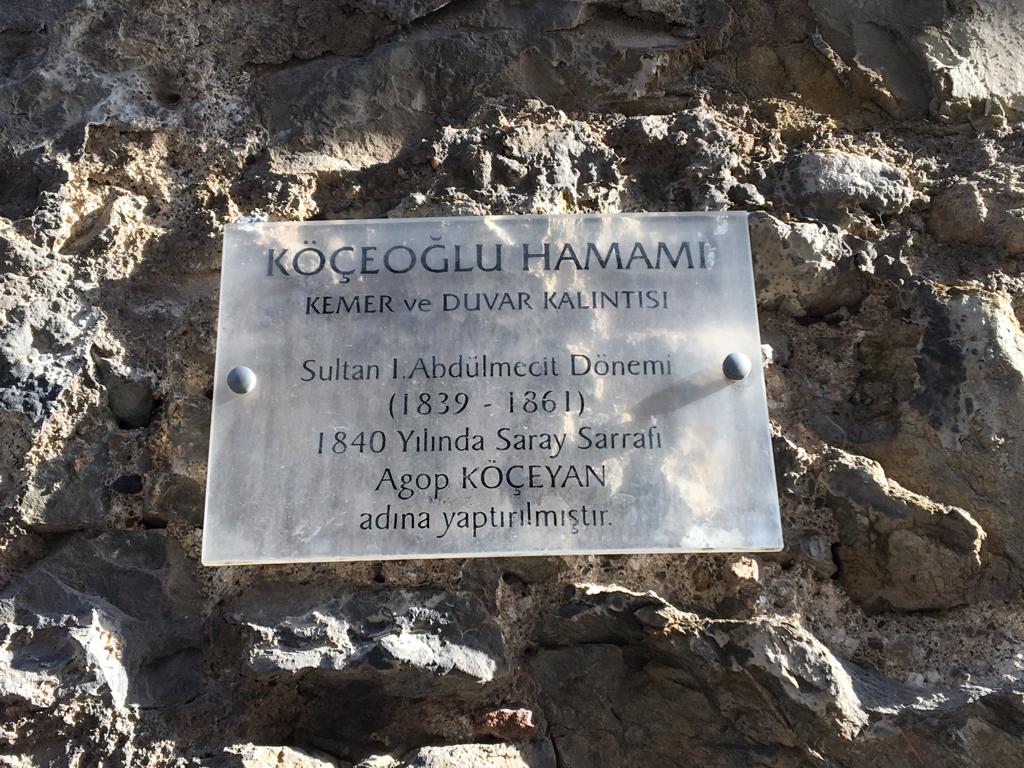 KÖÇEOĞLU HAMAMI
KEMER ve DUVAR KALINTISI
Sultan I.Abdülmecit Dönemi
(1839 - 1861)
1840 Yılında Saray Sarrafı
Agop KÖÇEYAN
adına yaptırılmıştır.